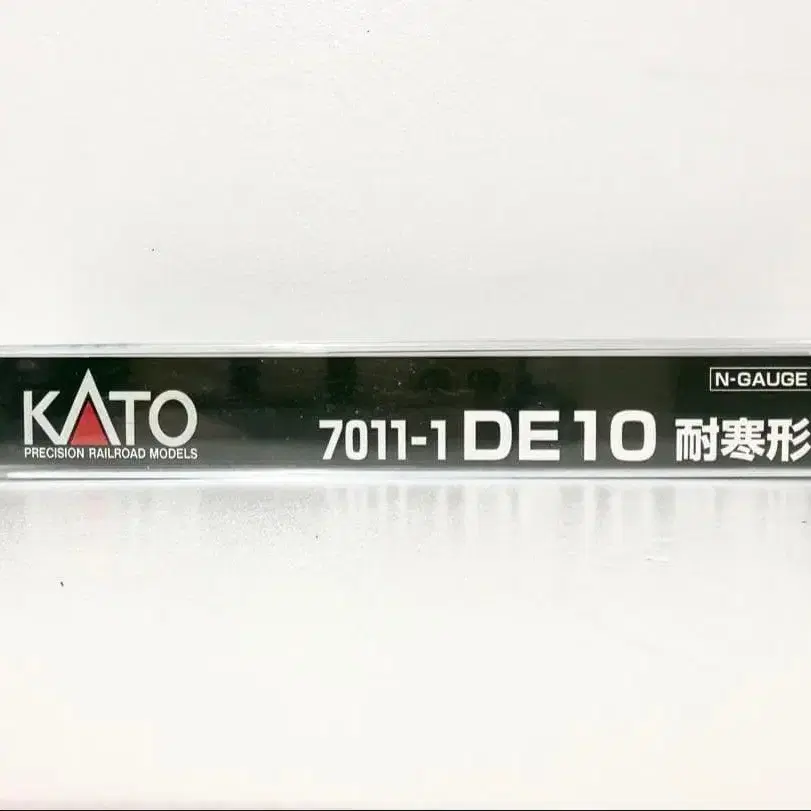 KATO
PRECISION RAILROAD MODELS
7011-1 DE10 耐寒形
N-GAUGE